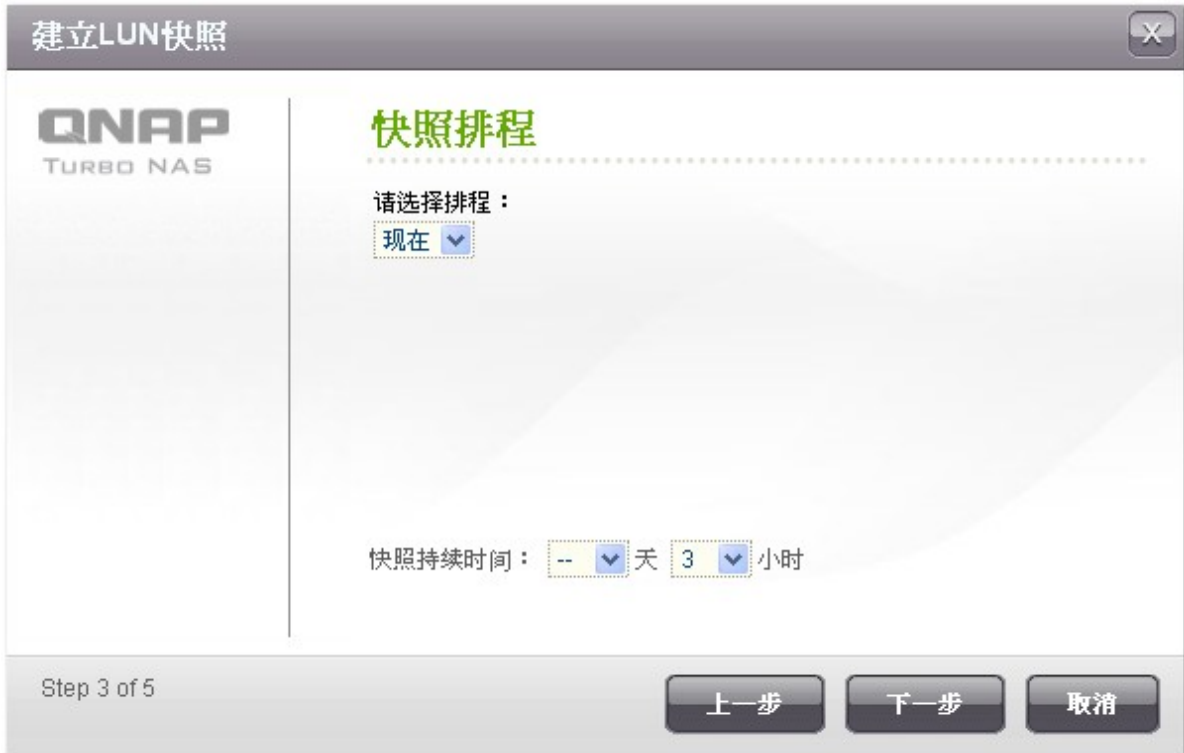 建立LUN快照
X
QNAP
TURBO NAS
快照排程
请选择排程：
现在
快照持续时间： -- 天 3 小时
Step 3 of 5
上一步 下一步 取消